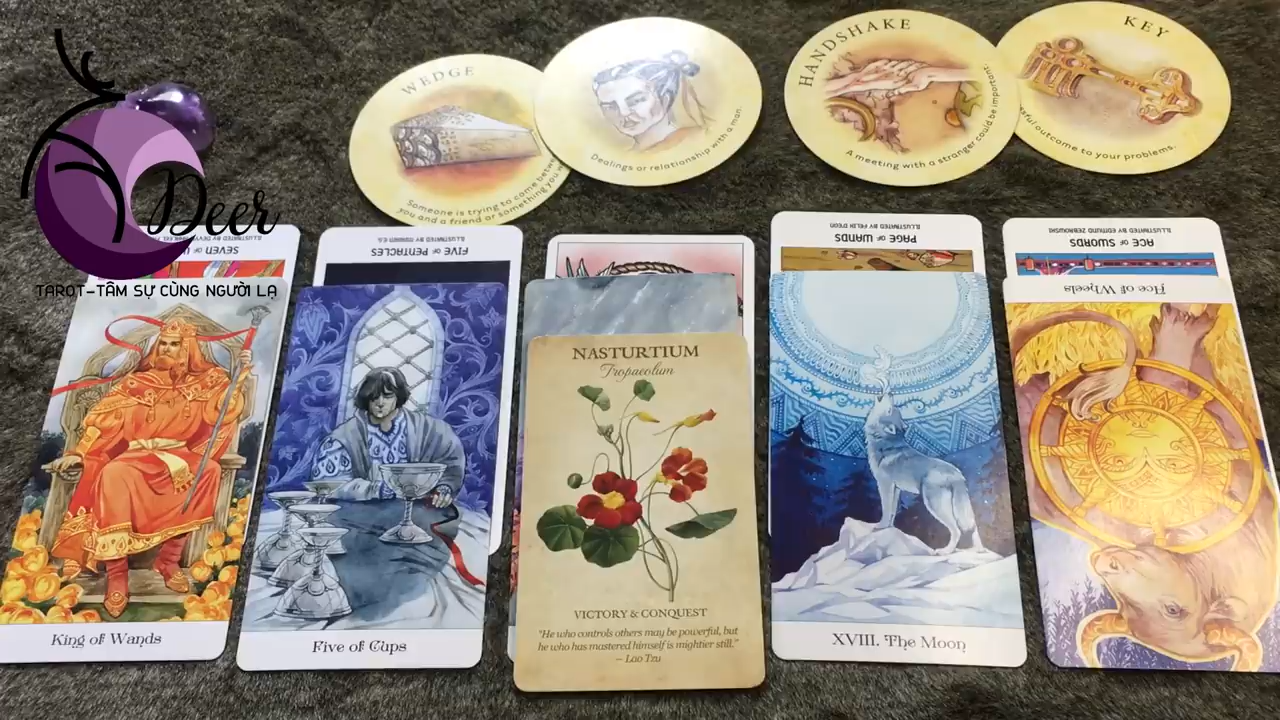 WEDGE
Someone is trying to come between
you and a friend or something you
Dealings or relationship with a man.
HANDSHAKE
A meeting with a stranger could be important.
KEY
outcome to your problems.
Deer
TAROT-TÂM SỰ CÙNG NGƯỜI LẠ
SEVEN OF
FIVE OF PENTACLES
PAGE OF WANDS
ILLUSTRATED BY FELIX D'EON
ACE OF SWORDS
ILLUSTRATED BY EDMUND ZEBROWSKI
Ace of Wheels
King of Wands
Five of Cups
NASTURTIUM
Tropaeolum
VICTORY & CONQUEST
"He who controls others may be powerful, but
he who has mastered himself is mightier still."
— Lao Tzu
XVIII. The Moon